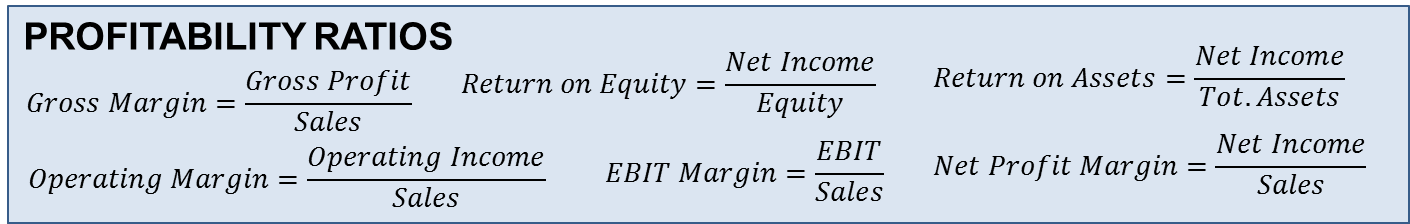 PROFITABILITY RATIOS
Gross Margin = Gross Profit / Sales
Return on Equity = Net Income / Equity
Return on Assets = Net Income / Tot. Assets
Operating Margin = Operating Income / Sales
EBIT Margin = EBIT / Sales
Net Profit Margin = Net Income / Sales